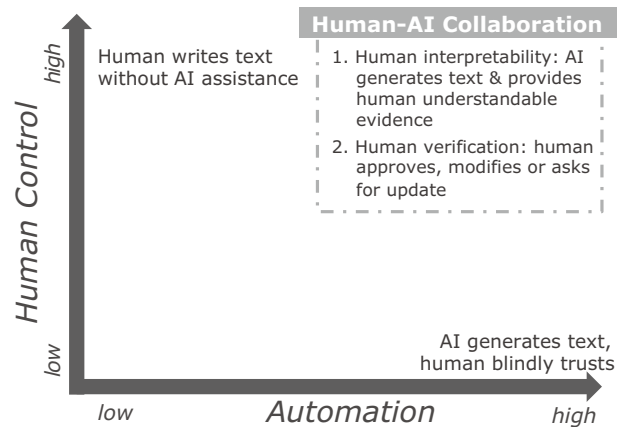 Human-AI Collaboration
Human writes text
without AI assistance
1. Human interpretability: AI
generates text & provides
human understandable
evidence
2. Human verification: human
approves, modifies or asks
for update
high
Human Control
low
AI generates text,
human blindly trusts
low
Automation
high